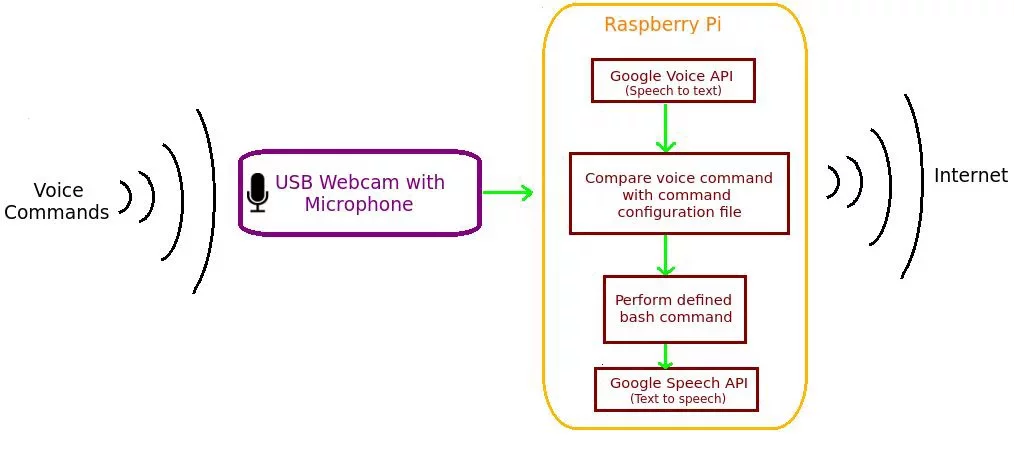 Voice
Commands
USB Webcam with
Microphone
Raspberry Pi
Google Voice API
(Speech to text)
Compare voice command
with command
configuration file
Perform defined
bash command
Google Speech API
(Text to speech)
Internet